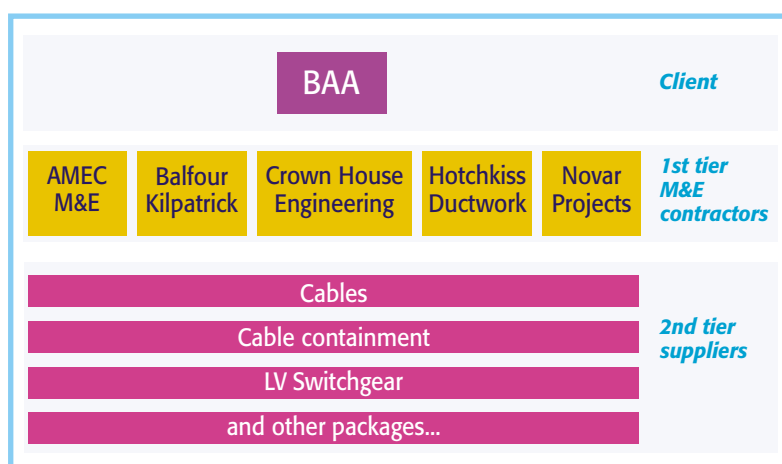 BAA
Client
AMEC
M&E
Balfour
Kilpatrick
Crown House
Engineering
Hotchkiss
Ductwork
Novar
Projects
1st tier
M&E
contractors
Cables
Cable containment
LV Switchgear
and other packages...
2nd tier
suppliers